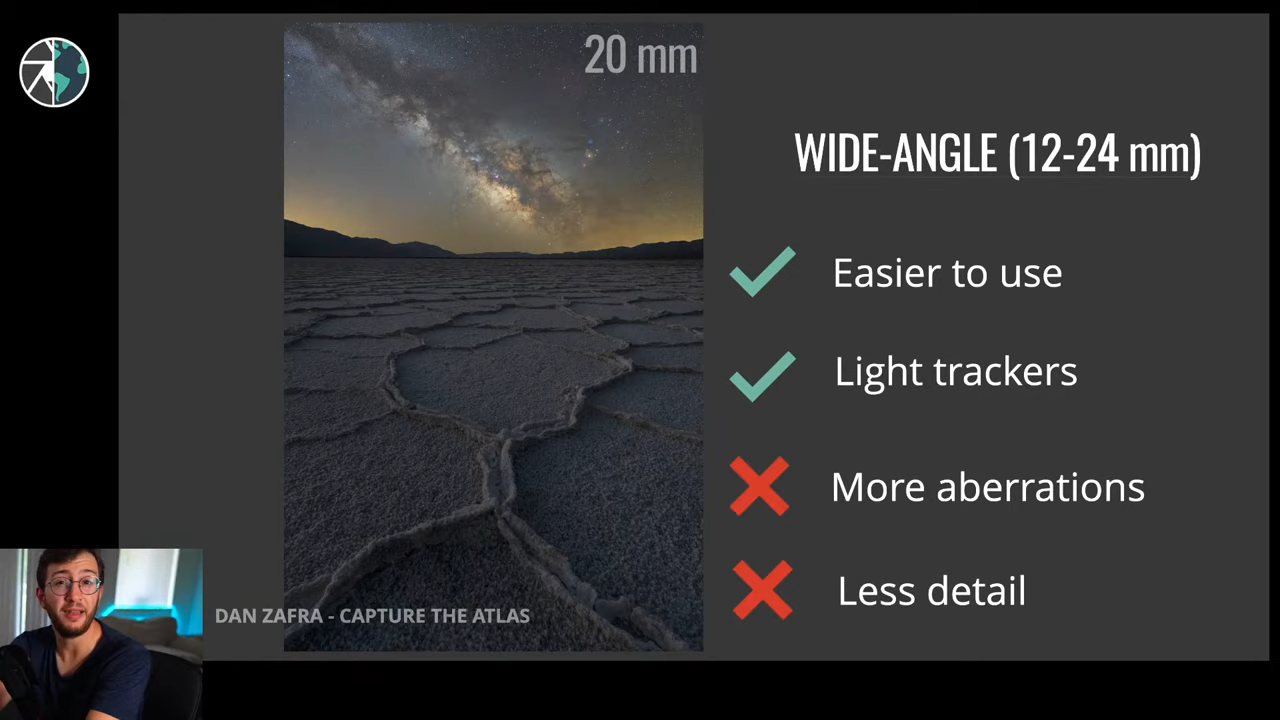 20 mm
WIDE-ANGLE (12-24 mm)
Easier to use
Light trackers
More aberrations
Less detail
DAN ZAFRA - CAPTURE THE ATLAS